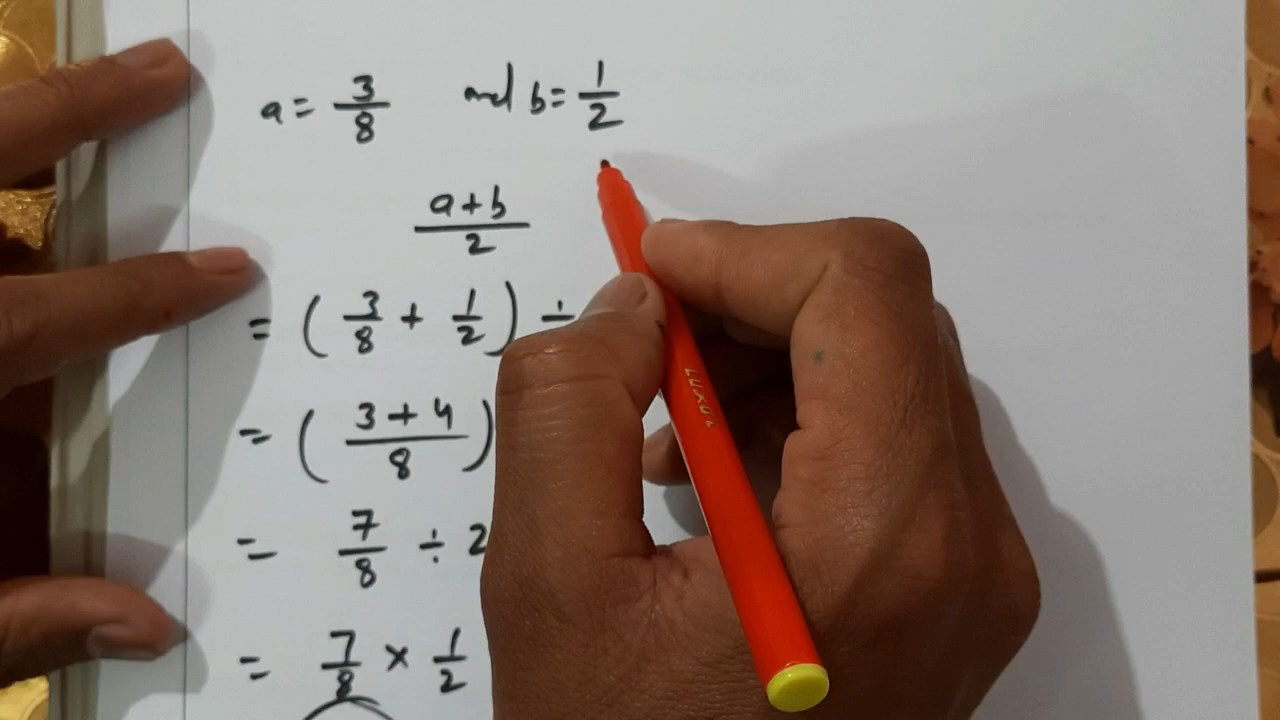 a = 3/8 and b = 1/2
a+b/2
= ( 3/8 + 1/2 ) ÷
= ( 3+4/8 )
= 7/8 ÷ 2
= 7/8 × 1/2
LUXOR